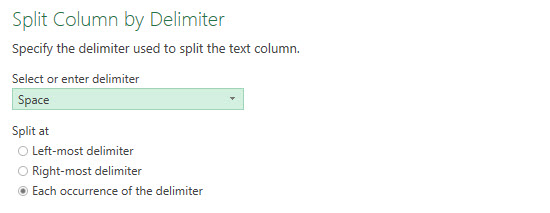 Split Column by Delimiter
Specify the delimiter used to split the text column.
Select or enter delimiter
Space
Split at
Left-most delimiter
Right-most delimiter
Each occurrence of the delimiter